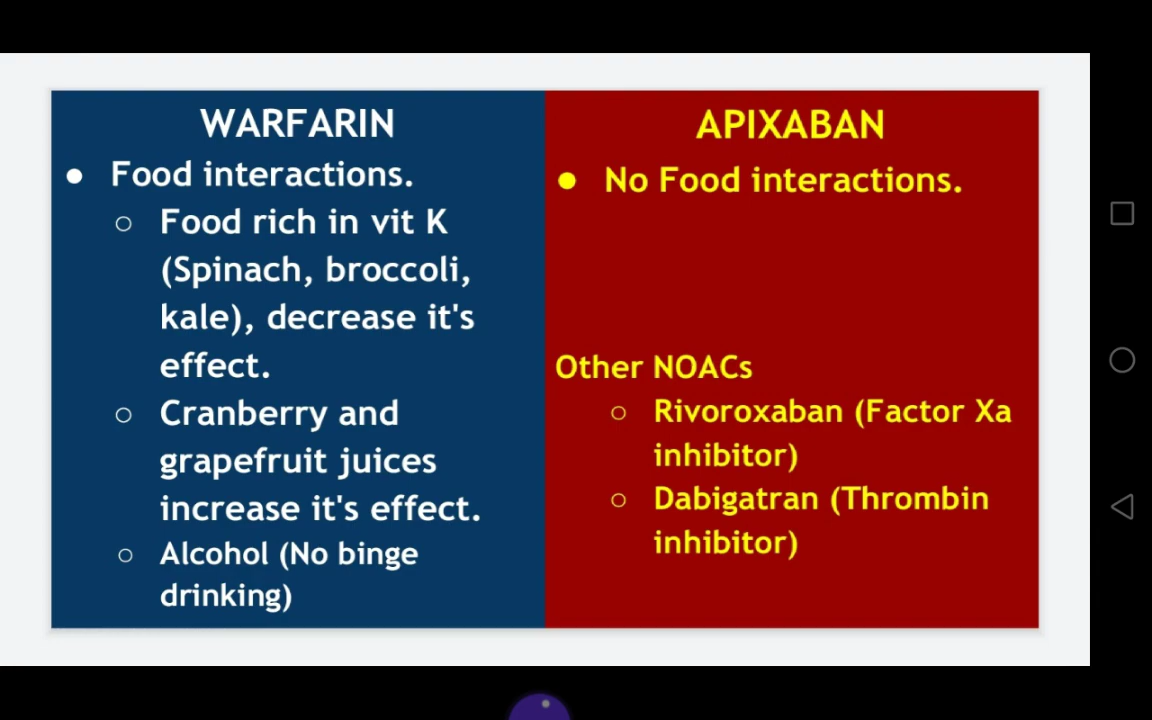 WARFARIN
● Food interactions.
○ Food rich in vit K
(Spinach, broccoli,
kale), decrease it's
effect.
○ Cranberry and
grapefruit juices
increase it's effect.
○ Alcohol (No binge
drinking)
APIXABAN
● No Food interactions.
Other NOACs
○ Rivoroxaban (Factor Xa
inhibitor)
○ Dabigatran (Thrombin
inhibitor)